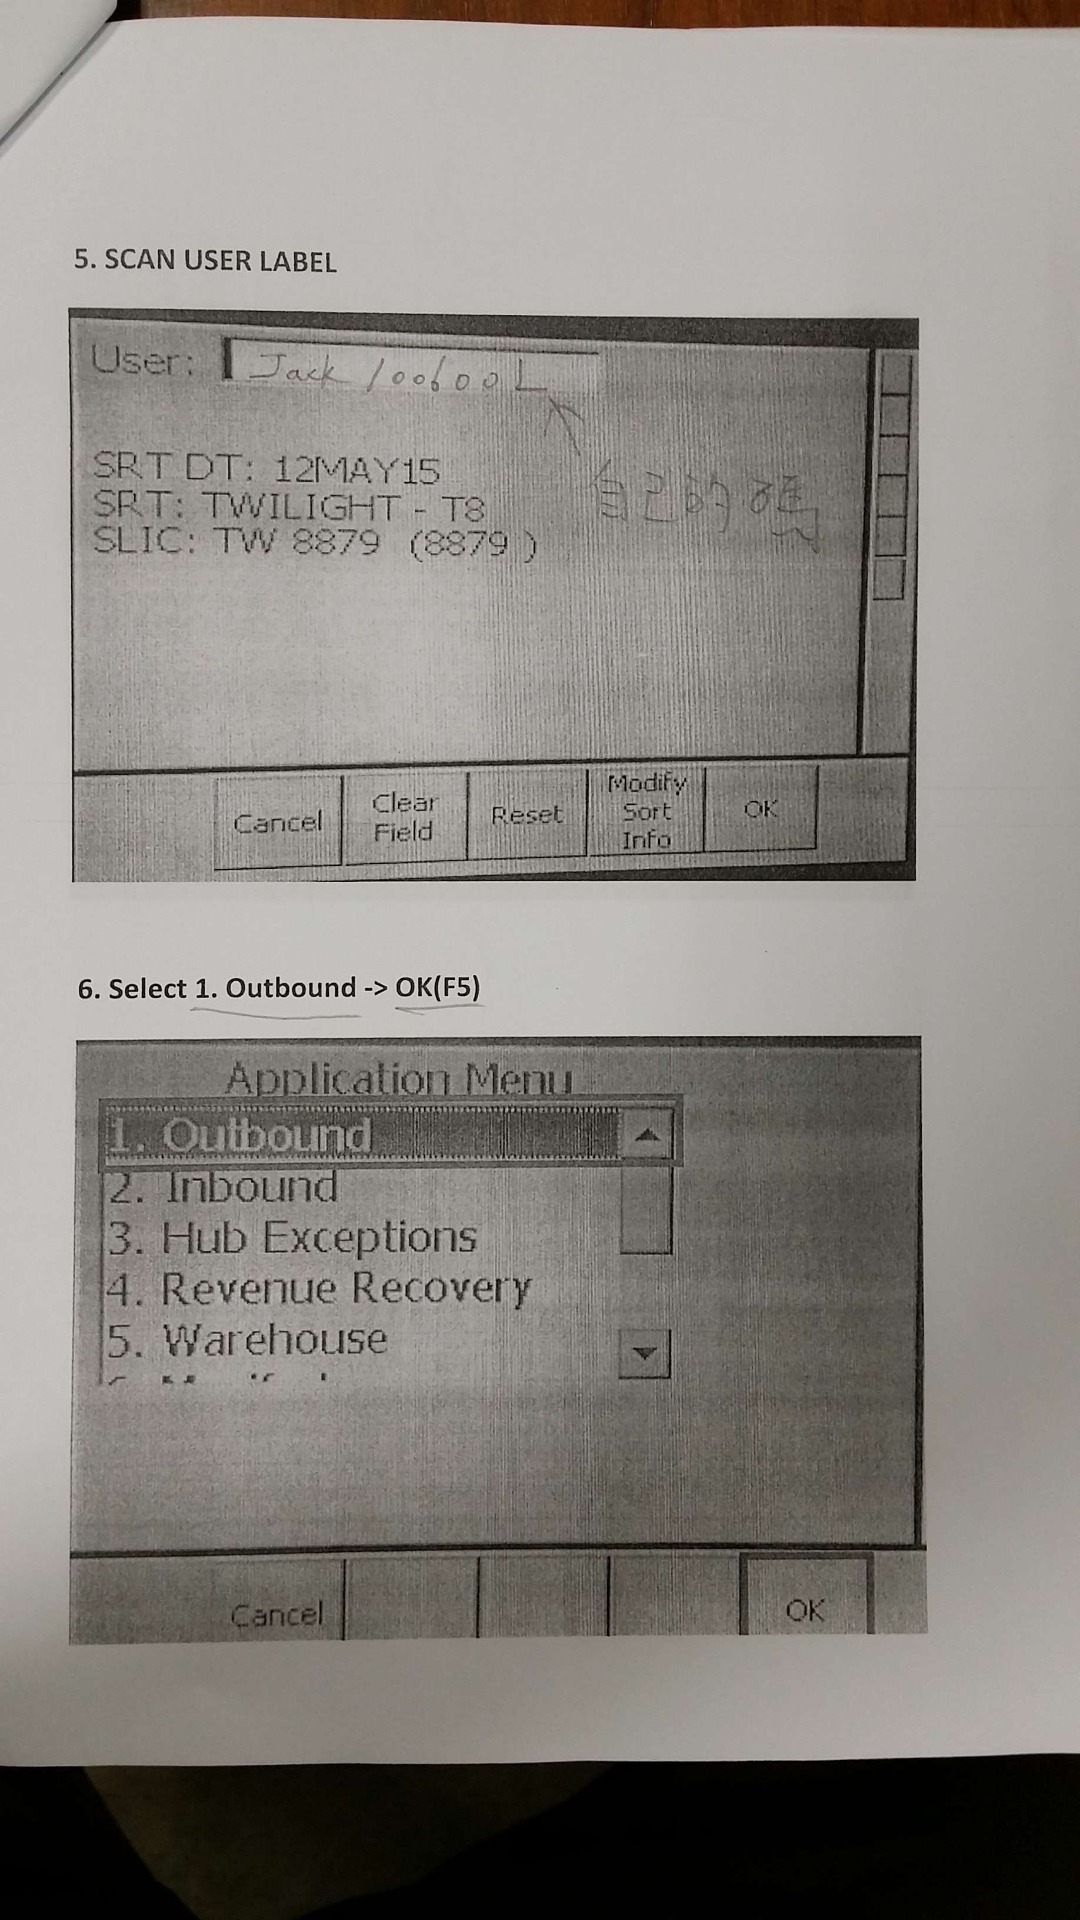 5. SCAN USER LABEL
User: Jack 100600L
自己的碼
SRT DT: 12MAY15
SRT: TWILIGHT - T8
SLIC: TW 8879 (8879 )
Cancel
Clear Field
Reset
Modify Sort Info
OK
6. Select 1. Outbound -> OK(F5)
Application Menu
1. Outbound
2. Inbound
3. Hub Exceptions
4. Revenue Recovery
5. Warehouse
Cancel
OK